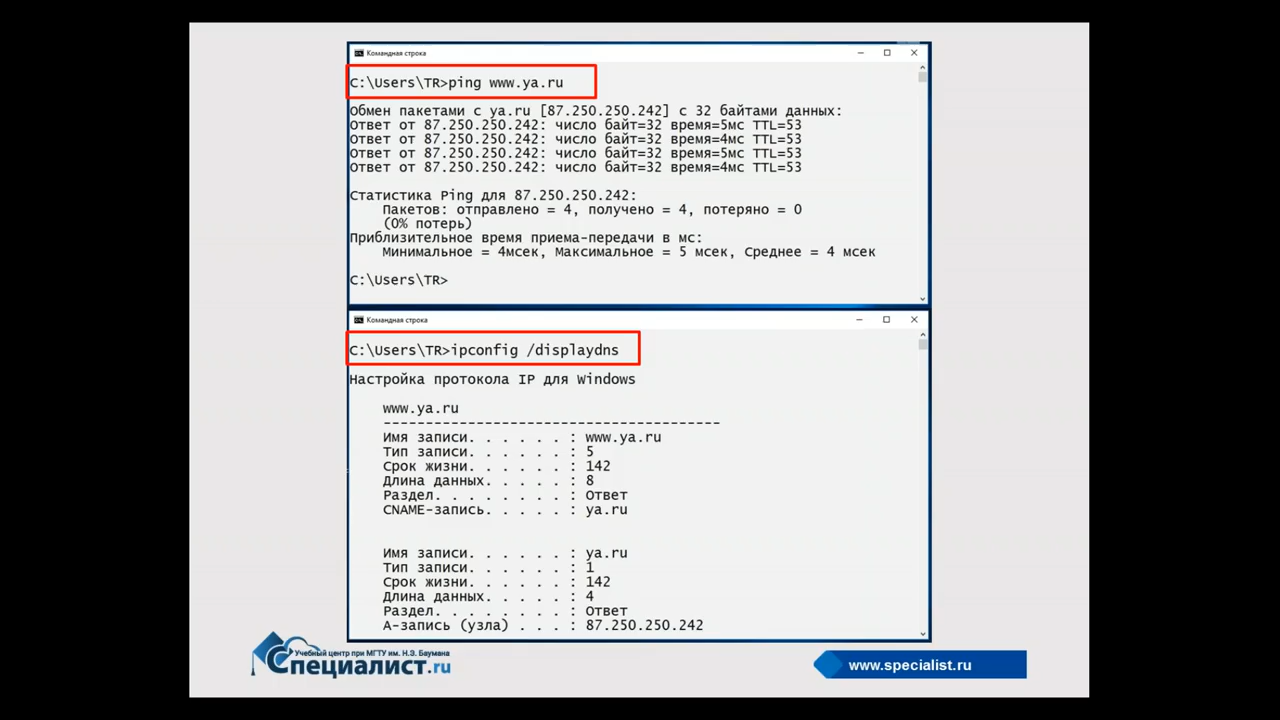 Командная строка
C:\Users\TR>ping www.ya.ru
Обмен пакетами с ya.ru [87.250.250.242] с 32 байтами данных:
Ответ от 87.250.250.242: число байт=32 время=5мс TTL=53
Ответ от 87.250.250.242: число байт=32 время=4мс TTL=53
Ответ от 87.250.250.242: число байт=32 время=5мс TTL=53
Ответ от 87.250.250.242: число байт=32 время=4мс TTL=53
Статистика Ping для 87.250.250.242:
Пакетов: отправлено = 4, получено = 4, потеряно = 0
(0% потерь)
Приблизительное время приема-передачи в мс:
Минимальное = 4мсек, Максимальное = 5 мсек, Среднее = 4 мсек
C:\Users\TR>
Командная строка
C:\Users\TR>ipconfig /displaydns
Настройка протокола IP для Windows
www.ya.ru
----------------------------------------
Имя записи. . . . . . : www.ya.ru
Тип записи. . . . . . : 5
Срок жизни. . . . . . : 142
Длина данных. . . . . : 8
Раздел. . . . . . . . : Ответ
CNAME-запись. . . . . : ya.ru
Имя записи. . . . . . : ya.ru
Тип записи. . . . . . : 1
Срок жизни. . . . . . : 142
Длина данных. . . . . : 4
Раздел. . . . . . . . : Ответ
А-запись (узла) . . . : 87.250.250.242
Учебный центр при МГТУ им. Н.Э. Баумана
Специалист.ru
www.specialist.ru